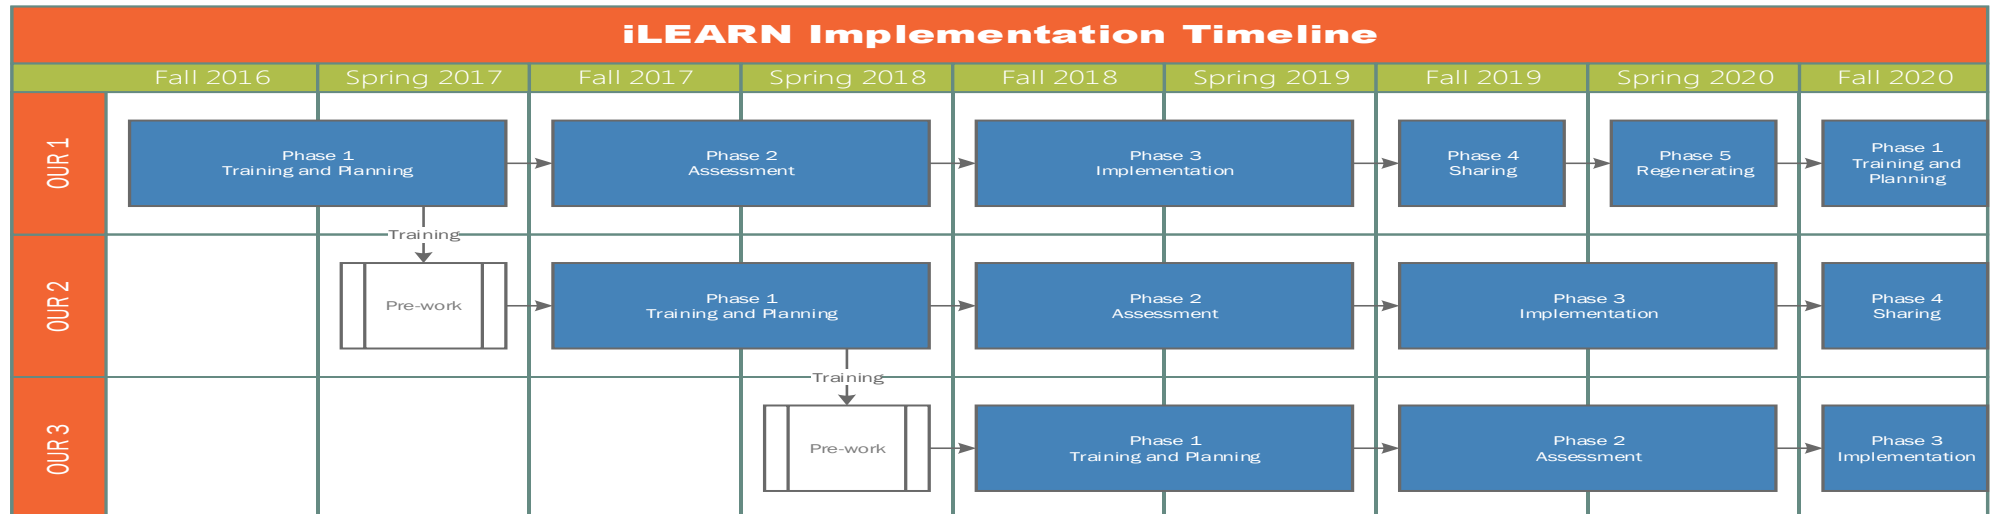 iLEARN Implementation Timeline
Fall 2016
Spring 2017
Fall 2017
Spring 2018
Fall 2018
Spring 2019
Fall 2019
Spring 2020
Fall 2020
OUR 1
Phase 1
Training and Planning
Phase 2
Assessment
Phase 3
Implementation
Phase 4
Sharing
Phase 5
Regenerating
Phase 1
Training and
Planning
Training
OUR 2
Pre-work
Phase 1
Training and Planning
Phase 2
Assessment
Phase 3
Implementation
Phase 4
Sharing
Training
OUR 3
Pre-work
Phase 1
Training and Planning
Phase 2
Assessment
Phase 3
Implementation